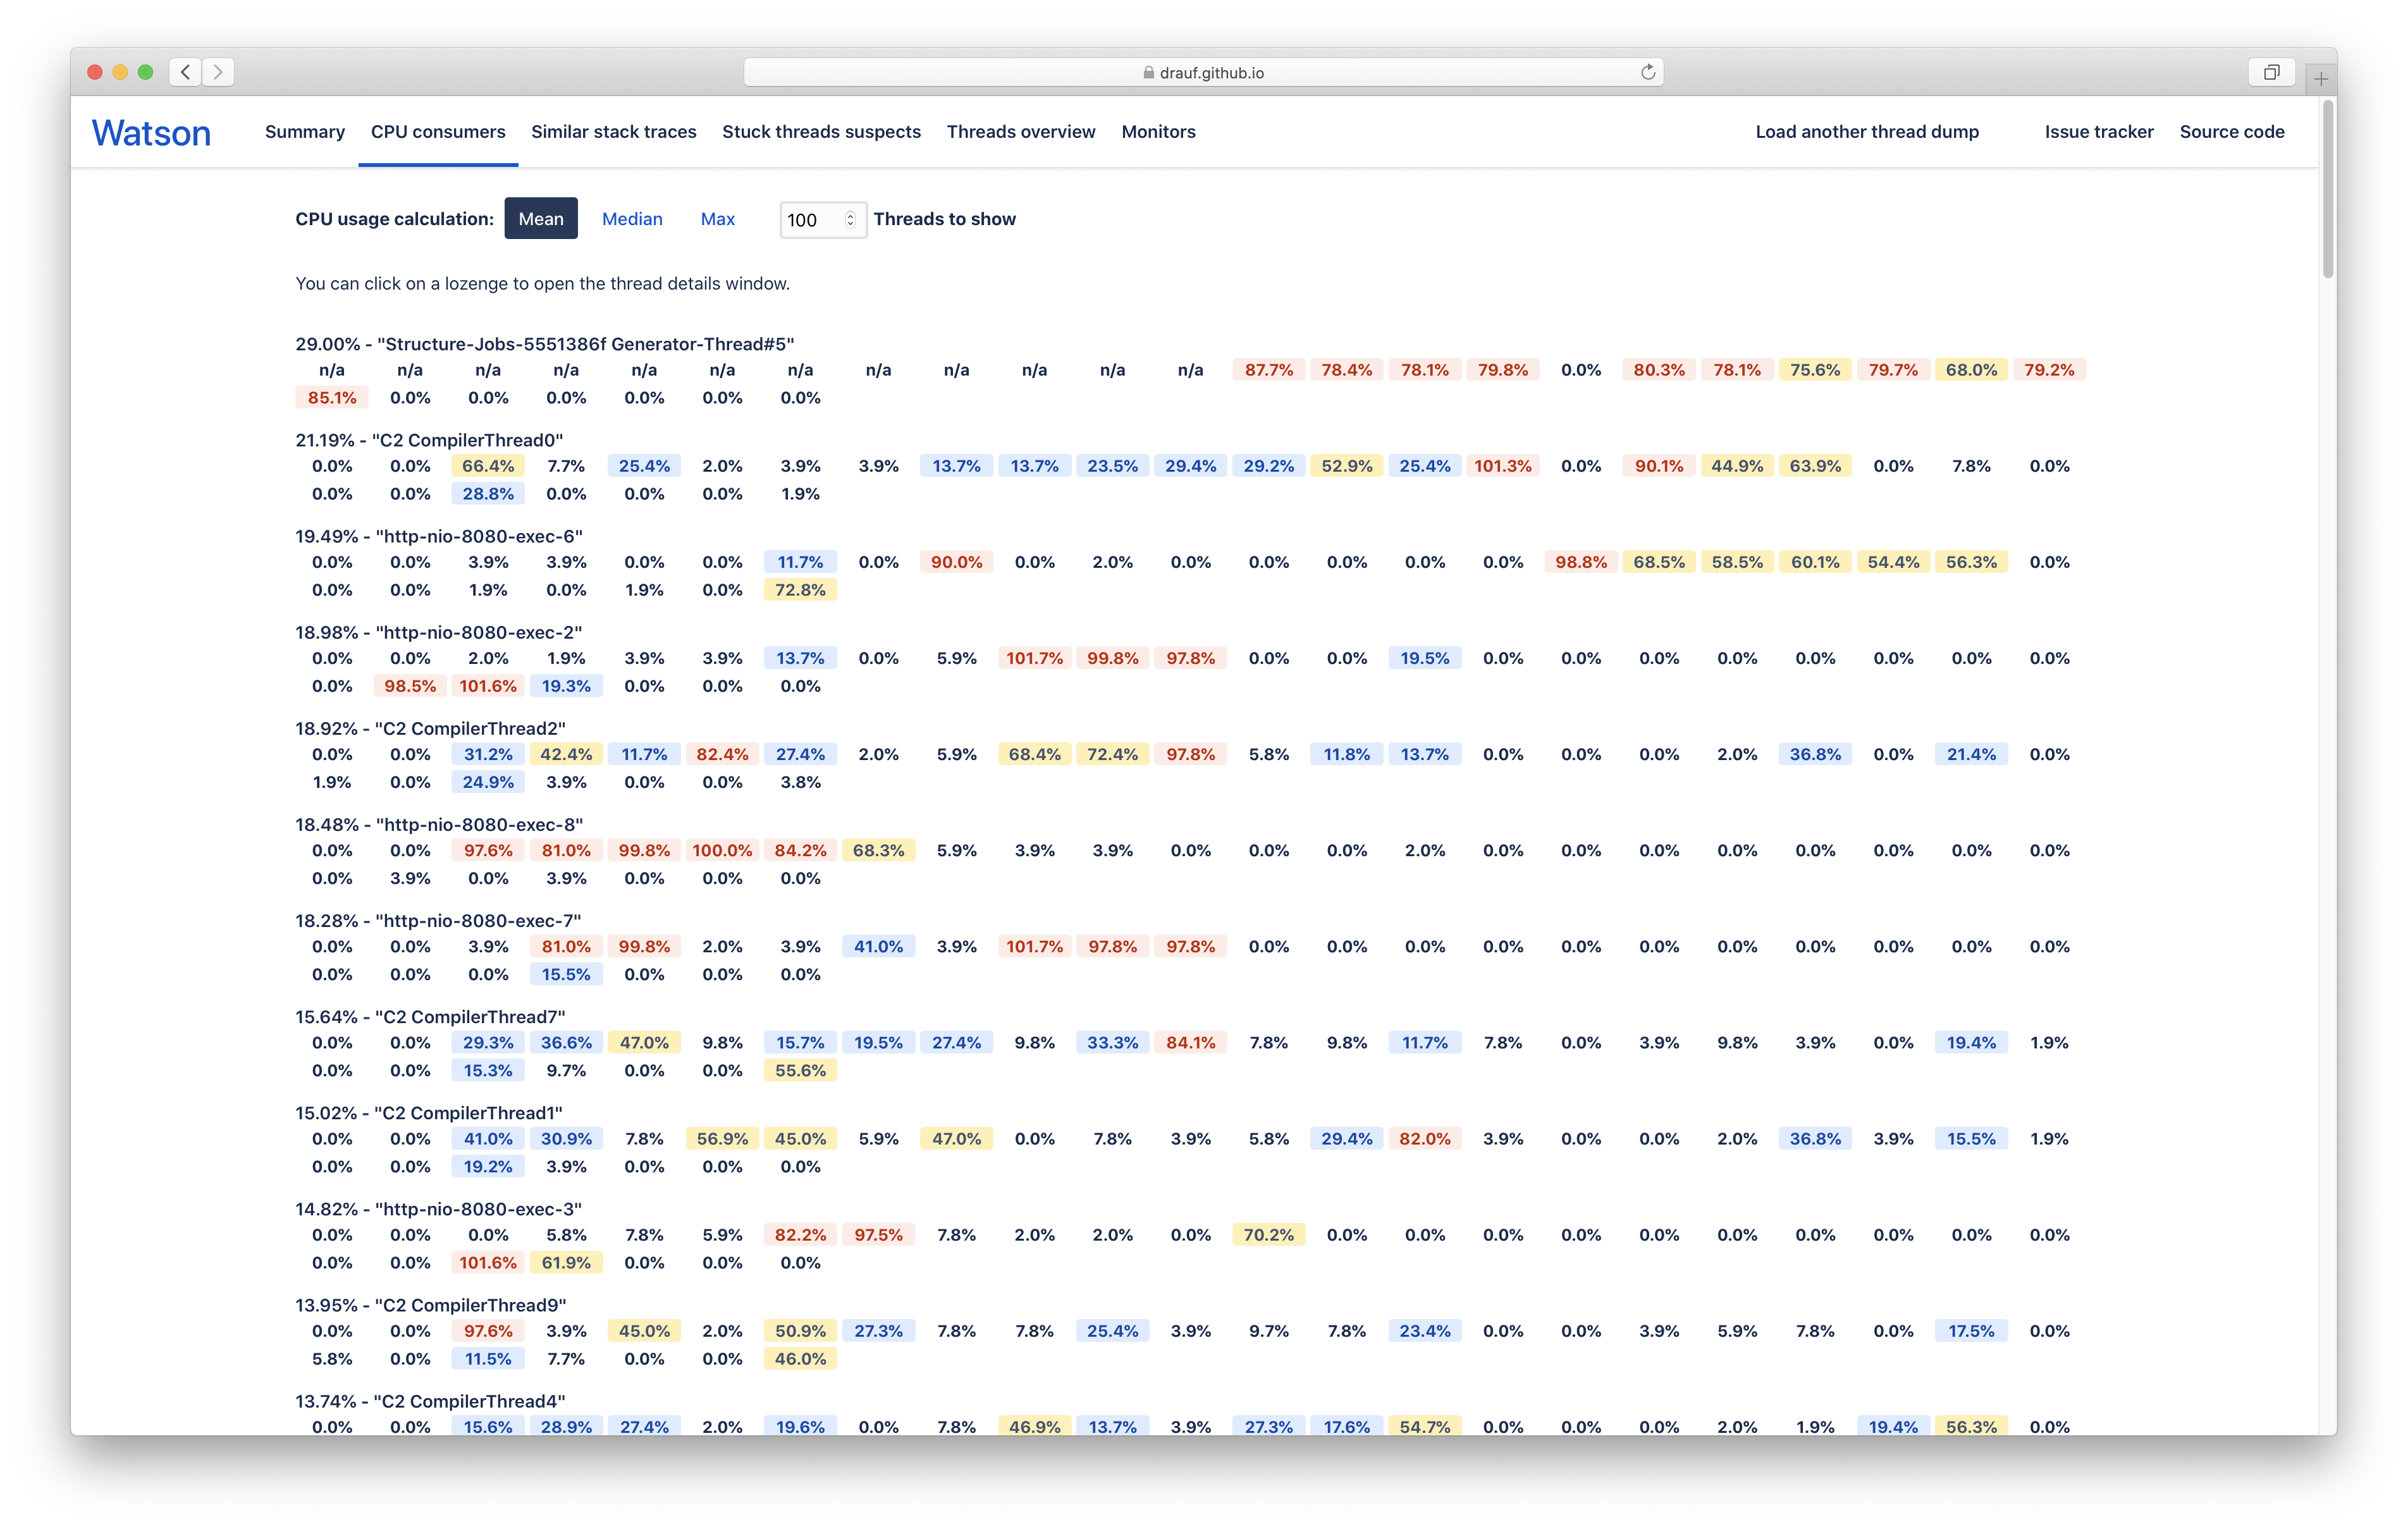 drauf.github.io
Watson Summary CPU consumers Similar stack traces Stuck threads suspects Threads overview Monitors Load another thread dump Issue tracker Source code
CPU usage calculation: Mean Median Max 100 Threads to show
You can click on a lozenge to open the thread details window.
29.00% - "Structure-Jobs-5551386f Generator-Thread#5"
n/a n/a n/a n/a n/a n/a n/a n/a n/a n/a n/a n/a 87.7% 78.4% 78.1% 79.8% 0.0% 80.3% 78.1% 75.6% 79.7% 68.0% 79.2%
85.1% 0.0% 0.0% 0.0% 0.0% 0.0% 0.0%
21.19% - "C2 CompilerThread0"
0.0% 0.0% 66.4% 7.7% 25.4% 2.0% 3.9% 3.9% 13.7% 13.7% 23.5% 29.4% 29.2% 52.9% 25.4% 101.3% 0.0% 90.1% 44.9% 63.9% 0.0% 7.8% 0.0%
0.0% 0.0% 28.8% 0.0% 0.0% 0.0% 1.9%
19.49% - "http-nio-8080-exec-6"
0.0% 0.0% 3.9% 3.9% 0.0% 0.0% 11.7% 0.0% 90.0% 0.0% 2.0% 0.0% 0.0% 0.0% 0.0% 0.0% 98.8% 68.5% 58.5% 60.1% 54.4% 56.3% 0.0%
0.0% 0.0% 1.9% 0.0% 1.9% 0.0% 72.8%
18.98% - "http-nio-8080-exec-2"
0.0% 0.0% 2.0% 1.9% 3.9% 3.9% 13.7% 0.0% 5.9% 101.7% 99.8% 97.8% 0.0% 0.0% 19.5% 0.0% 0.0% 0.0% 0.0% 0.0% 0.0% 0.0% 0.0%
0.0% 98.5% 101.6% 19.3% 0.0% 0.0% 0.0%
18.92% - "C2 CompilerThread2"
0.0% 0.0% 31.2% 42.4% 11.7% 82.4% 27.4% 2.0% 5.9% 68.4% 72.4% 97.8% 5.8% 11.8% 13.7% 0.0% 0.0% 0.0% 2.0% 36.8% 0.0% 21.4% 0.0%
1.9% 0.0% 24.9% 3.9% 0.0% 0.0% 3.8%
18.48% - "http-nio-8080-exec-8"
0.0% 0.0% 97.6% 81.0% 99.8% 100.0% 84.2% 68.3% 5.9% 3.9% 3.9% 0.0% 0.0% 0.0% 2.0% 0.0% 0.0% 0.0% 0.0% 0.0% 0.0% 0.0% 0.0%
0.0% 3.9% 0.0% 3.9% 0.0% 0.0% 0.0%
18.28% - "http-nio-8080-exec-7"
0.0% 0.0% 3.9% 81.0% 99.8% 2.0% 3.9% 41.0% 3.9% 101.7% 97.8% 97.8% 0.0% 0.0% 0.0% 0.0% 0.0% 0.0% 0.0% 0.0% 0.0% 0.0% 0.0%
0.0% 0.0% 0.0% 15.5% 0.0% 0.0% 0.0%
15.64% - "C2 CompilerThread7"
0.0% 0.0% 29.3% 36.6% 47.0% 9.8% 15.7% 19.5% 27.4% 9.8% 33.3% 84.1% 7.8% 9.8% 11.7% 7.8% 0.0% 3.9% 9.8% 3.9% 0.0% 19.4% 1.9%
0.0% 0.0% 15.3% 9.7% 0.0% 0.0% 55.6%
15.02% - "C2 CompilerThread1"
0.0% 0.0% 41.0% 30.9% 7.8% 56.9% 45.0% 5.9% 47.0% 0.0% 7.8% 3.9% 5.8% 29.4% 82.0% 3.9% 0.0% 0.0% 2.0% 36.8% 3.9% 15.5% 1.9%
0.0% 0.0% 19.2% 3.9% 0.0% 0.0% 0.0%
14.82% - "http-nio-8080-exec-3"
0.0% 0.0% 0.0% 5.8% 7.8% 5.9% 82.2% 97.5% 7.8% 2.0% 2.0% 0.0% 70.2% 0.0% 0.0% 0.0% 0.0% 0.0% 0.0% 0.0% 0.0% 0.0% 0.0%
0.0% 0.0% 101.6% 61.9% 0.0% 0.0% 0.0%
13.95% - "C2 CompilerThread9"
0.0% 0.0% 97.6% 3.9% 45.0% 2.0% 50.9% 27.3% 7.8% 7.8% 25.4% 3.9% 9.7% 7.8% 23.4% 0.0% 0.0% 3.9% 5.9% 7.8% 0.0% 17.5% 0.0%
5.8% 0.0% 11.5% 7.7% 0.0% 0.0% 46.0%
13.74% - "C2 CompilerThread4"
0.0% 0.0% 15.6% 28.9% 27.4% 2.0% 19.6% 0.0% 7.8% 46.9% 13.7% 3.9% 27.3% 17.6% 54.7% 0.0% 0.0% 0.0% 2.0% 1.9% 19.4% 56.3% 0.0%